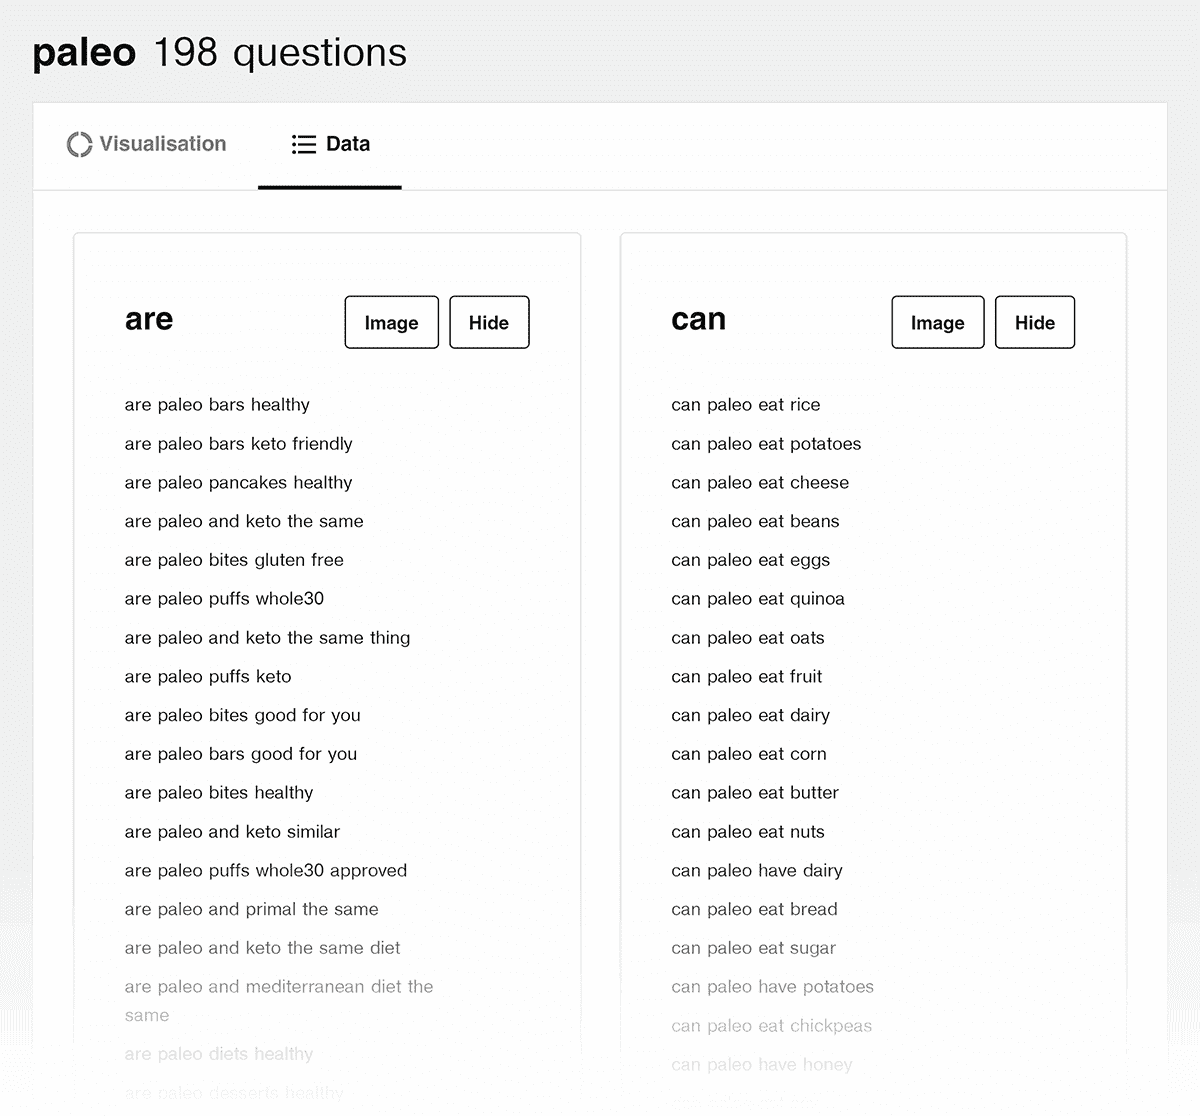 paleo 198 questions
Visualisation
Data
are
Image
Hide
are paleo bars healthy
are paleo bars keto friendly
are paleo pancakes healthy
are paleo and keto the same
are paleo bites gluten free
are paleo puffs whole30
are paleo and keto the same thing
are paleo puffs keto
are paleo bites good for you
are paleo bars good for you
are paleo bites healthy
are paleo and keto similar
are paleo puffs whole30 approved
are paleo and primal the same
are paleo and keto the same diet
are paleo and mediterranean diet the
same
are paleo diets healthy
are paleo desserts healthy
can
Image
Hide
can paleo eat rice
can paleo eat potatoes
can paleo eat cheese
can paleo eat beans
can paleo eat eggs
can paleo eat quinoa
can paleo eat oats
can paleo eat fruit
can paleo eat dairy
can paleo eat corn
can paleo eat butter
can paleo eat nuts
can paleo have dairy
can paleo eat bread
can paleo eat sugar
can paleo have potatoes
can paleo eat chickpeas
can paleo have honey